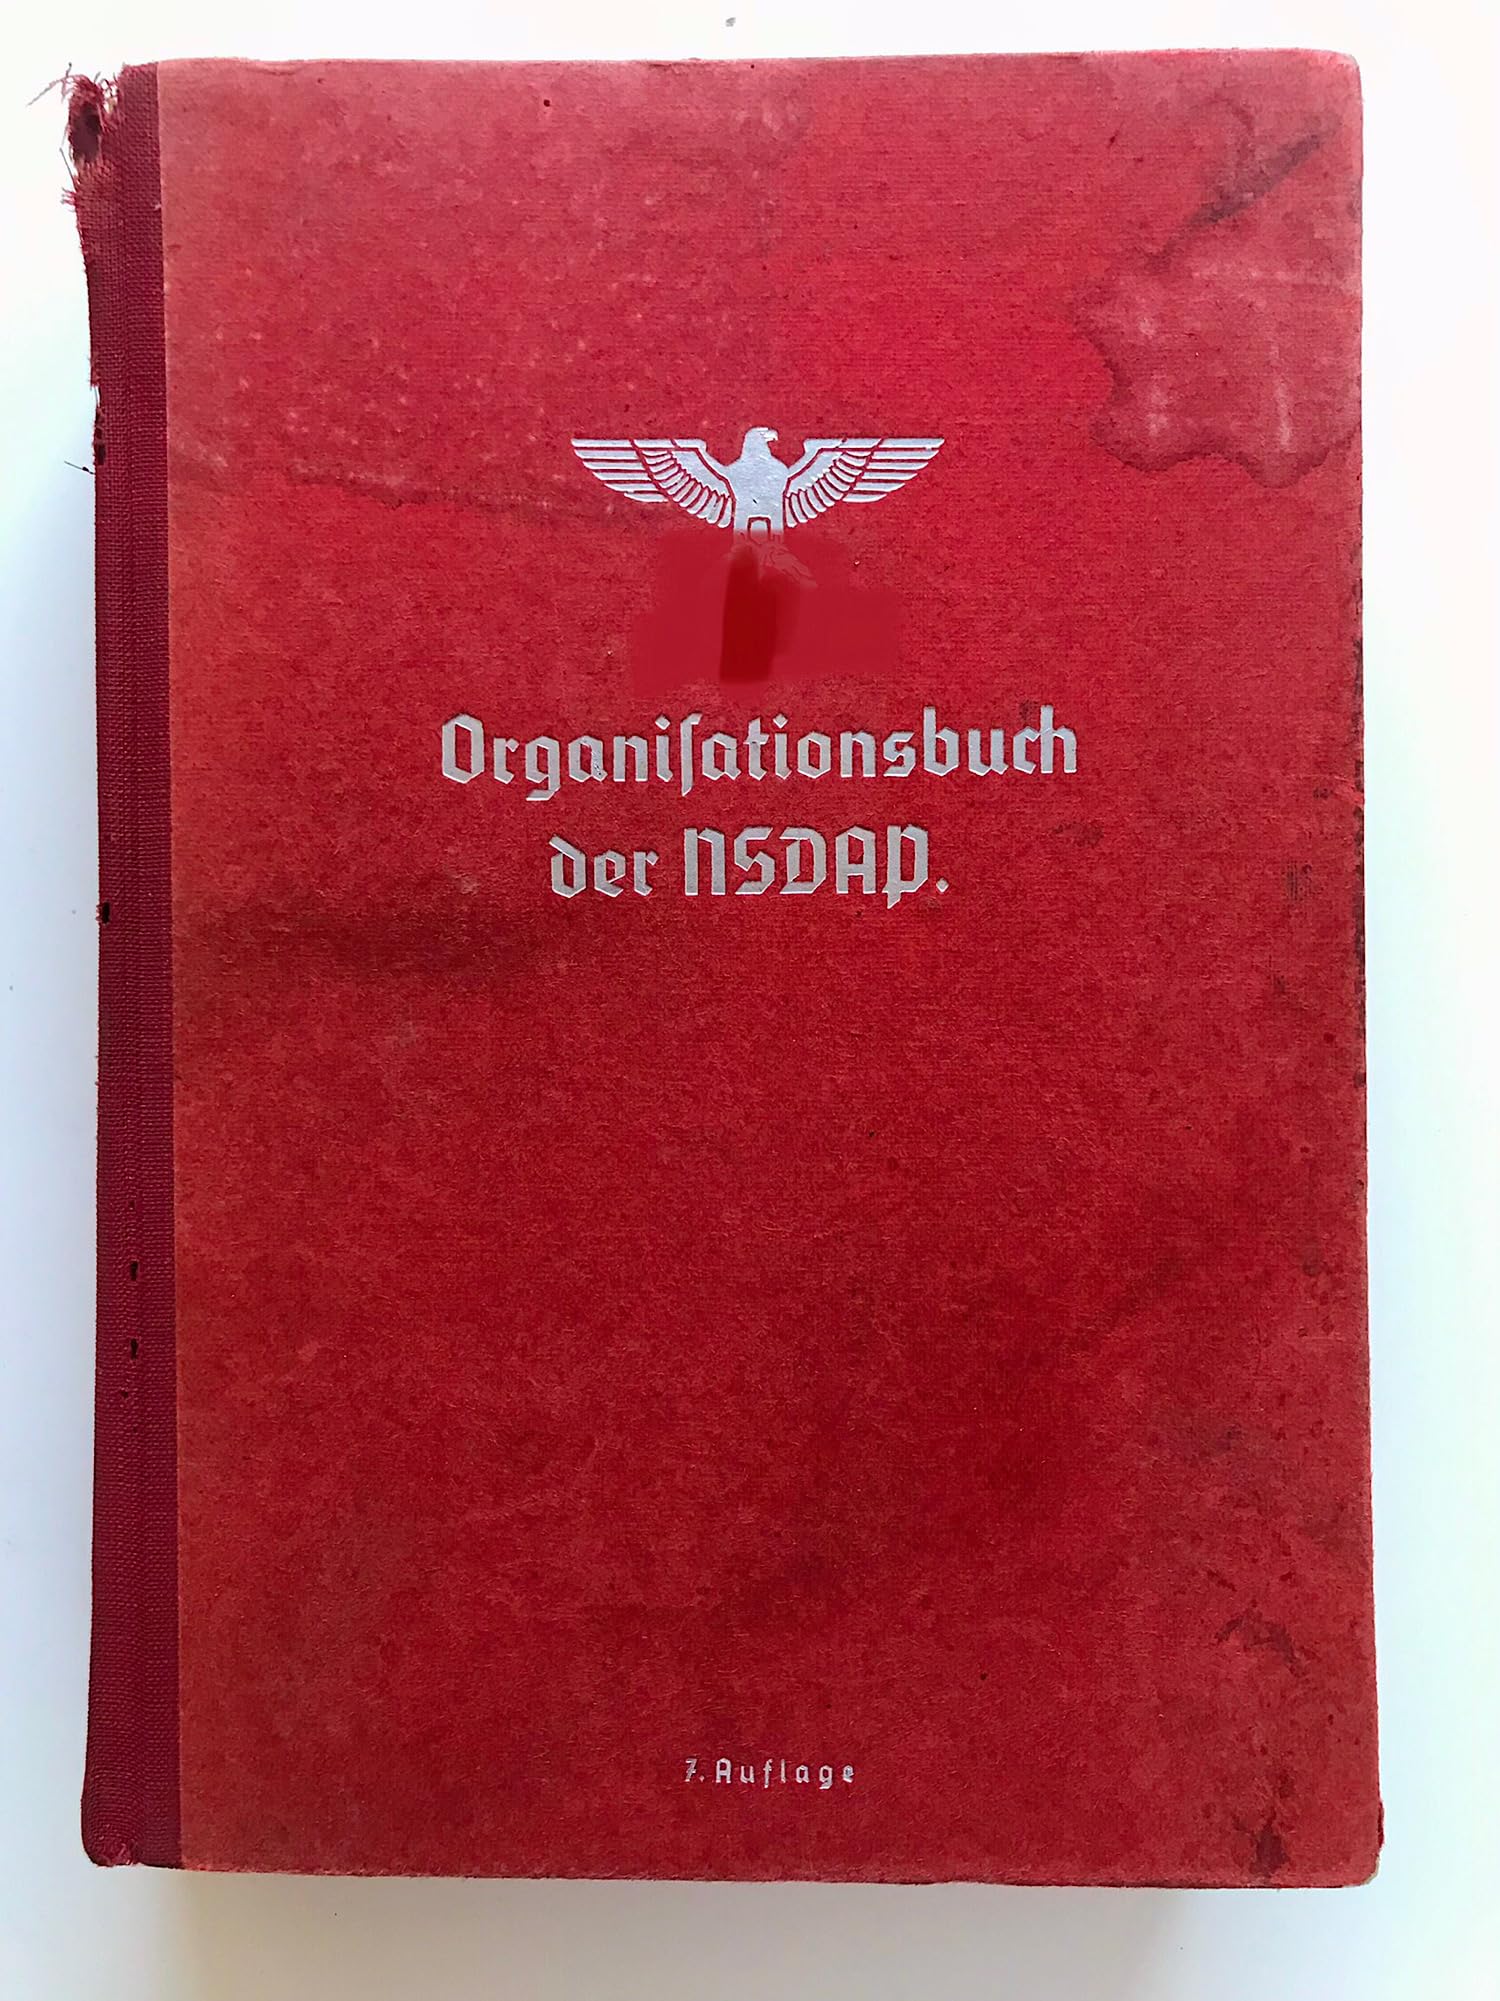 Organiſationsbuch
der NSDAP.
7. Auflage